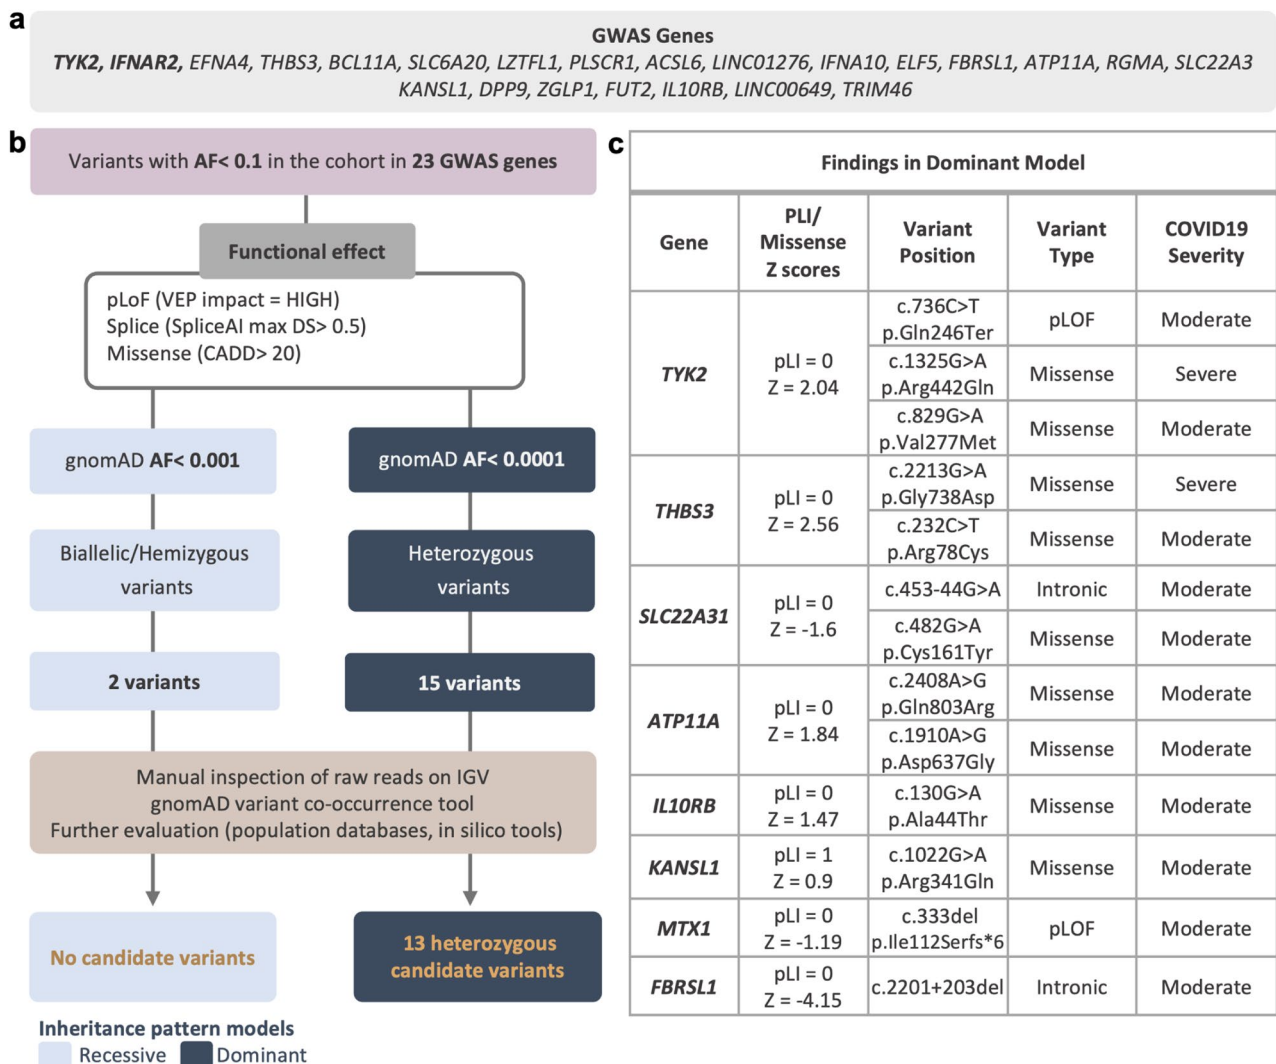 a
GWAS Genes
TYK2, IFNAR2, EFNA4, THBS3, BCL11A, SLC6A20, LZTFL1, PLSCR1, ACSL6, LINC01276, IFNA10, ELF5, FBRSL1, ATP11A, RGMA, SLC22A3
KANSL1, DPP9, ZGLP1, FUT2, IL10RB, LINC00649, TRIM46
b
Variants with AF< 0.1 in the cohort in 23 GWAS genes
Functional effect
pLoF (VEP impact = HIGH)
Splice (SpliceAI max DS> 0.5)
Missense (CADD> 20)
gnomAD AF< 0.001
gnomAD AF< 0.0001
Biallelic/Hemizygous
variants
Heterozygous
variants
2 variants
15 variants
Manual inspection of raw reads on IGV
gnomAD variant co-occurrence tool
Further evaluation (population databases, in silico tools)
No candidate variants
13 heterozygous
candidate variants
Inheritance pattern models
Recessive
Dominant
c
Findings in Dominant Model
Gene
PLI/
Missense
Z scores
Variant
Position
Variant
Type
COVID19
Severity
TYK2
pLI = 0
Z = 2.04
c.736C>T
p.Gln246Ter
pLOF
Moderate
c.1325G>A
p.Arg442Gln
Missense
Severe
c.829G>A
p.Val277Met
Missense
Moderate
THBS3
pLI = 0
Z = 2.56
c.2213G>A
p.Gly738Asp
Missense
Severe
c.232C>T
p.Arg78Cys
Missense
Moderate
SLC22A31
pLI = 0
Z = -1.6
c.453-44G>A
Intronic
Moderate
c.482G>A
p.Cys161Tyr
Missense
Moderate
ATP11A
pLI = 0
Z = 1.84
c.2408A>G
p.Gln803Arg
Missense
Moderate
c.1910A>G
p.Asp637Gly
Missense
Moderate
IL10RB
pLI = 0
Z = 1.47
c.130G>A
p.Ala44Thr
Missense
Moderate
KANSL1
pLI = 1
Z = 0.9
c.1022G>A
p.Arg341Gln
Missense
Moderate
MTX1
pLI = 0
Z = -1.19
c.333del
p.Ile112Serfs*6
pLOF
Moderate
FBRSL1
pLI = 0
Z = -4.15
c.2201+203del
Intronic
Moderate